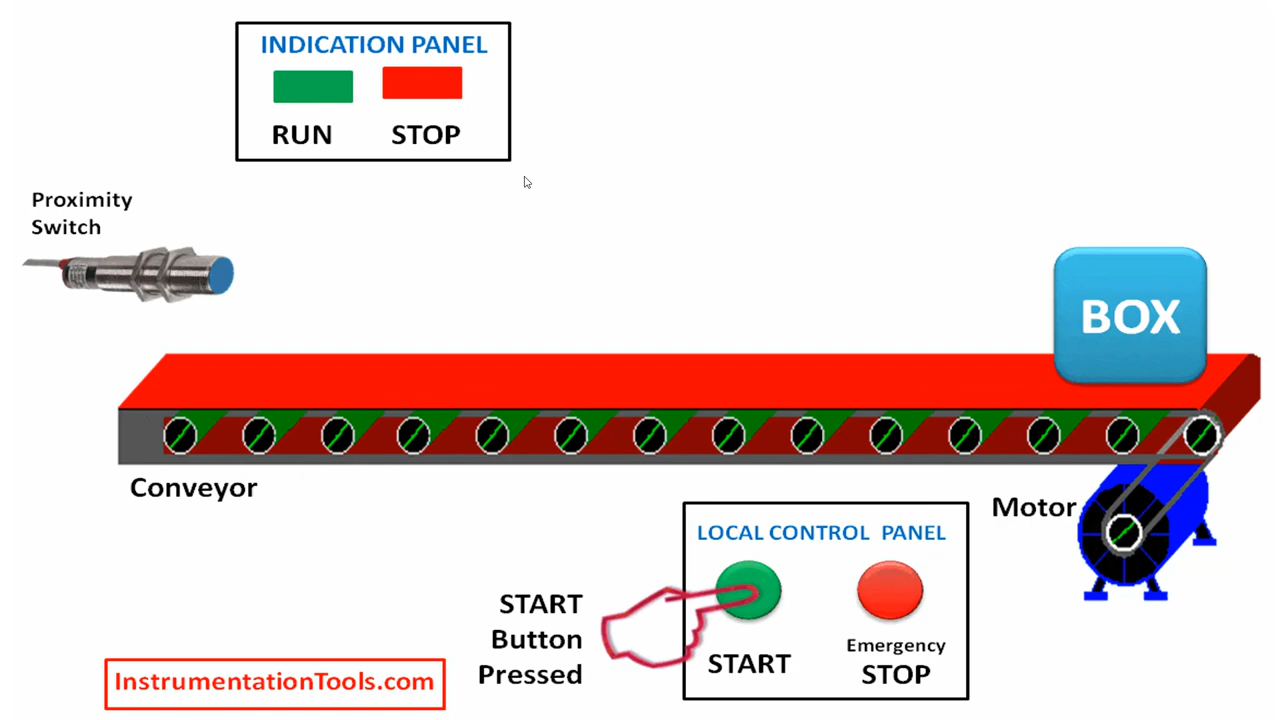 INDICATION PANEL
RUN STOP
Proximity
Switch
BOX
Conveyor
Motor
LOCAL CONTROL PANEL
START
Button
Pressed
START
Emergency
STOP
InstrumentationTools.com